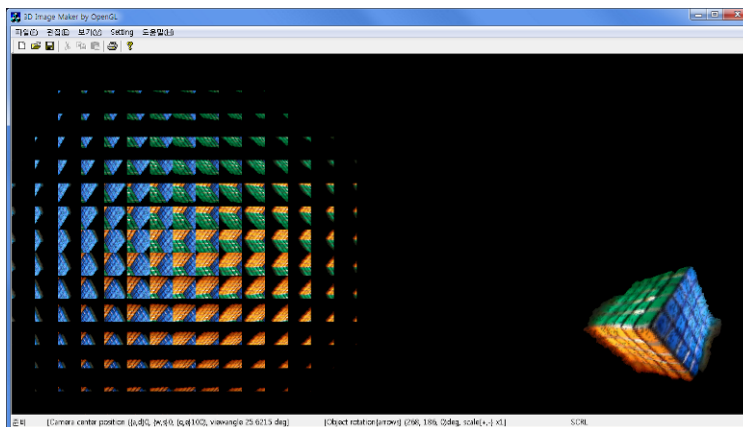 3D Image Maker by OpenGL
파일(F) 편집(E) 보기(V) Setting 도움말(H)
준비 [Camera center position ((a,d)0, (w,s)0, (q,e)100), viewangle 25.6215 deg] [Object rotation(arrows) (268, 186, 0)deg, scale(+,-) x1] SCRL